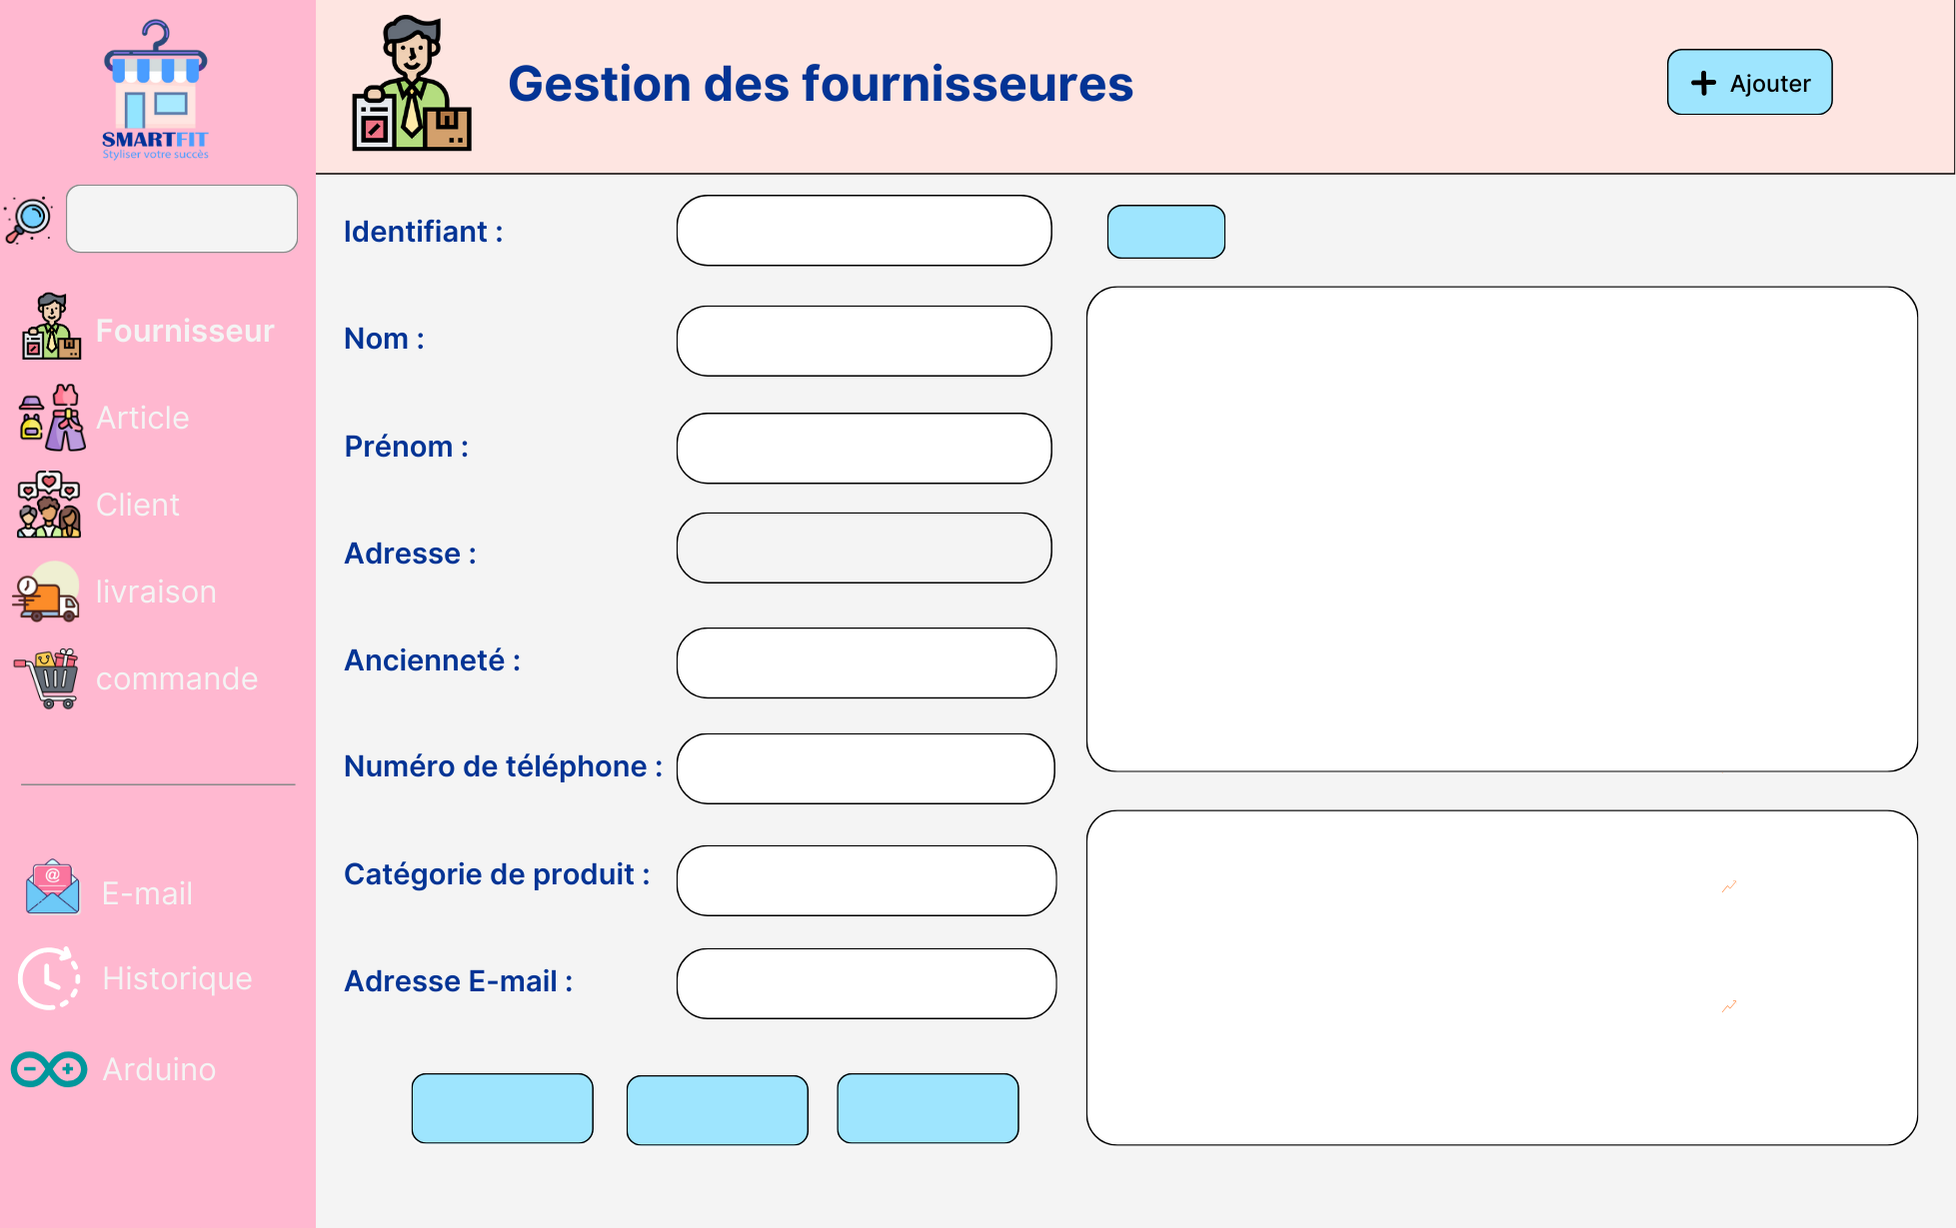 SMARTFIT
Styliser votre succès
Fournisseur
Article
Client
livraison
commande
@
E-mail
Historique
Arduino
Gestion des fournisseures
+ Ajouter
Identifiant :
Nom :
Prénom :
Adresse :
Ancienneté :
Numéro de téléphone :
Catégorie de produit :
Adresse E-mail :